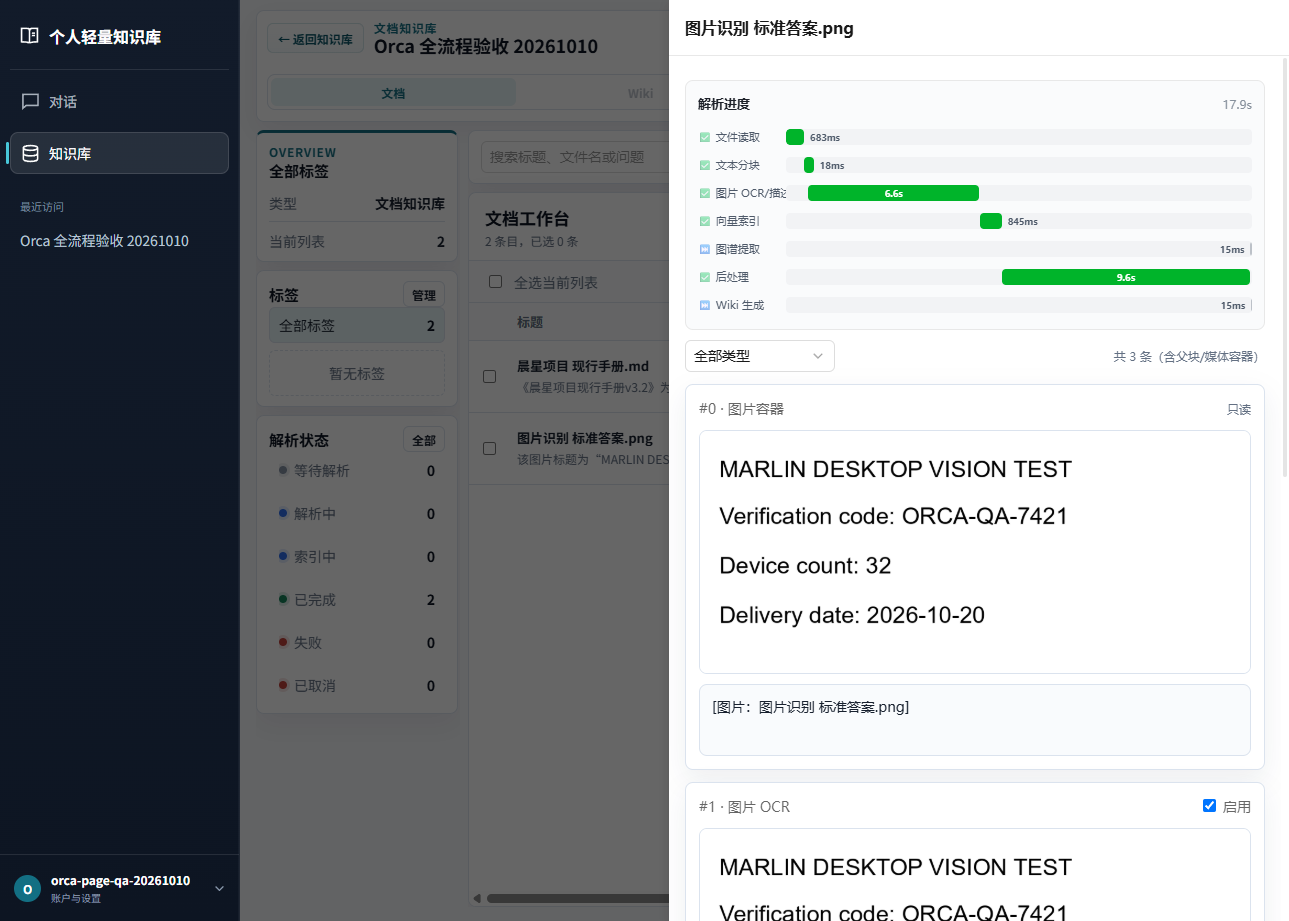 个人轻量知识库
对话
知识库
最近访问
Orca 全流程验收 20261010
orca-page-qa-20261010
账户与设置
O
← 返回知识库
文档知识库
Orca 全流程验收 20261010
文档
Wiki
OVERVIEW
全部标签
类型 文档知识库
当前列表 2
标签 管理
全部标签 2
暂无标签
解析状态 全部
等待解析 0
解析中 0
索引中 0
已完成 2
失败 0
已取消 0
搜索标题、文件名或问题
文档工作台
2 条目，已选 0 条
全选当前列表
标题
晨星项目 现行手册.md
《晨星项目现行手册v3.2》为
图片识别 标准答案.png
该图片标题为“MARLIN DES
图片识别 标准答案.png
解析进度 17.9s
文件读取 683ms
文本分块 18ms
图片 OCR/描述 6.6s
向量索引 845ms
图谱提取 15ms
后处理 9.6s
Wiki 生成 15ms
全部类型
共 3 条（含父块/媒体容器）
#0 · 图片容器 只读
MARLIN DESKTOP VISION TEST
Verification code: ORCA-QA-7421
Device count: 32
Delivery date: 2026-10-20
[图片：图片识别 标准答案.png]
#1 · 图片 OCR 启用
MARLIN DESKTOP VISION TEST
Verification code: ORCA-QA-7421